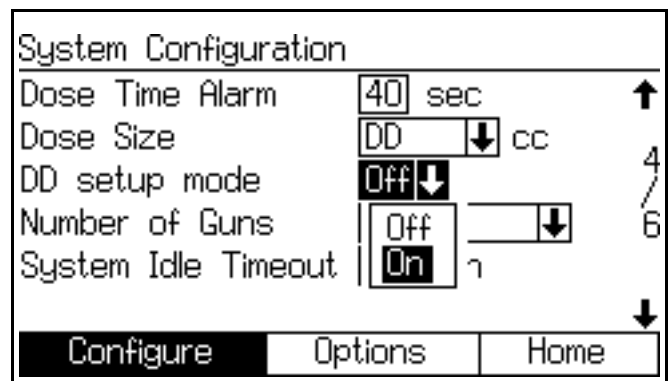 System Configuration
Dose Time Alarm 40 sec
Dose Size DD cc
DD setup mode Off
Off
On
Number of Guns
System Idle Timeout
4/6
Configure Options Home